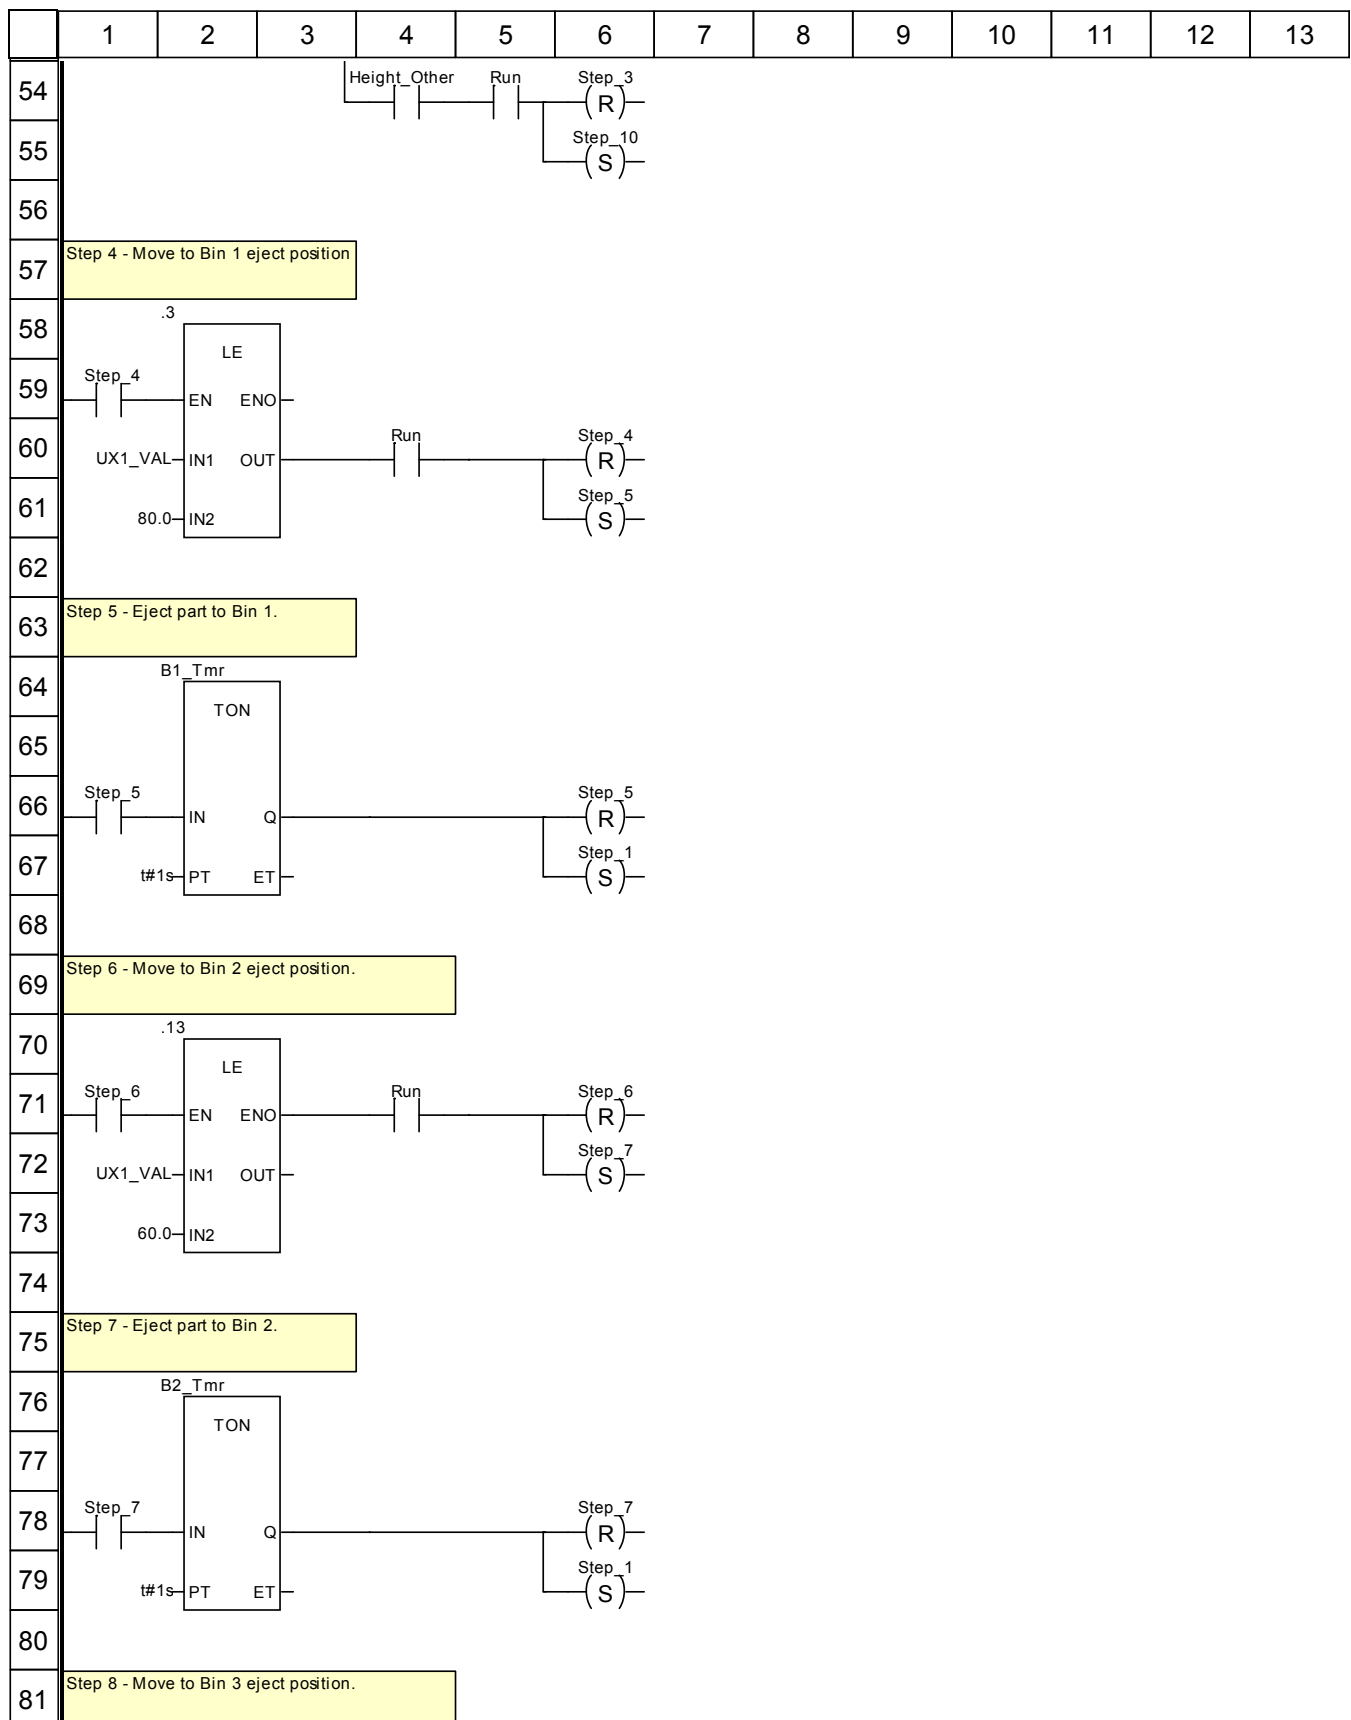 1 2 3 4 5 6 7 8 9 10 11 12 13
54 Height_Other Run Step_3
R
55 Step_10
S
56
57 Step 4 - Move to Bin 1 eject position
58 .3
LE
59 Step_4
EN ENO
60 Run Step_4
UX1_VAL IN1 OUT R
61 Step_5
80.0 IN2 S
62
63 Step 5 - Eject part to Bin 1.
64 B1_Tmr
TON
65
66 Step_5 Step_5
IN Q R
67 Step_1
t#1s PT ET S
68
69 Step 6 - Move to Bin 2 eject position.
70 .13
LE
71 Step_6 Run Step_6
EN ENO R
72 Step_7
UX1_VAL IN1 OUT S
73
60.0 IN2
74
75 Step 7 - Eject part to Bin 2.
76 B2_Tmr
TON
77
78 Step_7 Step_7
IN Q R
79 Step_1
t#1s PT ET S
80
81 Step 8 - Move to Bin 3 eject position.